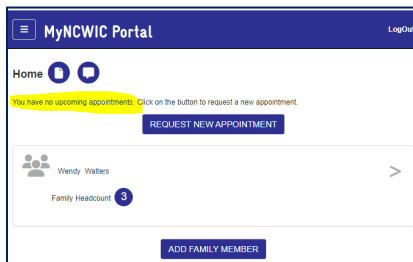 MyNCWIC Portal
LogOut
Home
You have no upcoming appointments. Click on the button to request a new appointment.
REQUEST NEW APPOINTMENT
Wendy Walters
Family Headcount 3
ADD FAMILY MEMBER